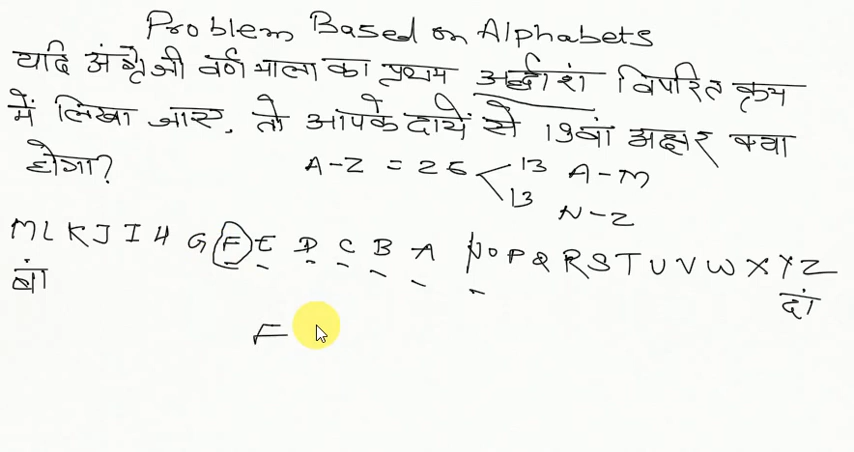 Problem Based on Alphabets
यदि अंग्रेजी वर्णमाला का प्रथम अर्द्धांश विपरित क्रम
में लिखा जाए, तो आपके दायें से 19वां अक्षर क्या
होगा?
A-Z = 26 13 A-M
13 N-Z
M L K J I H G F E D C B A N O P Q R S T U V W X Y Z
बां दां
F